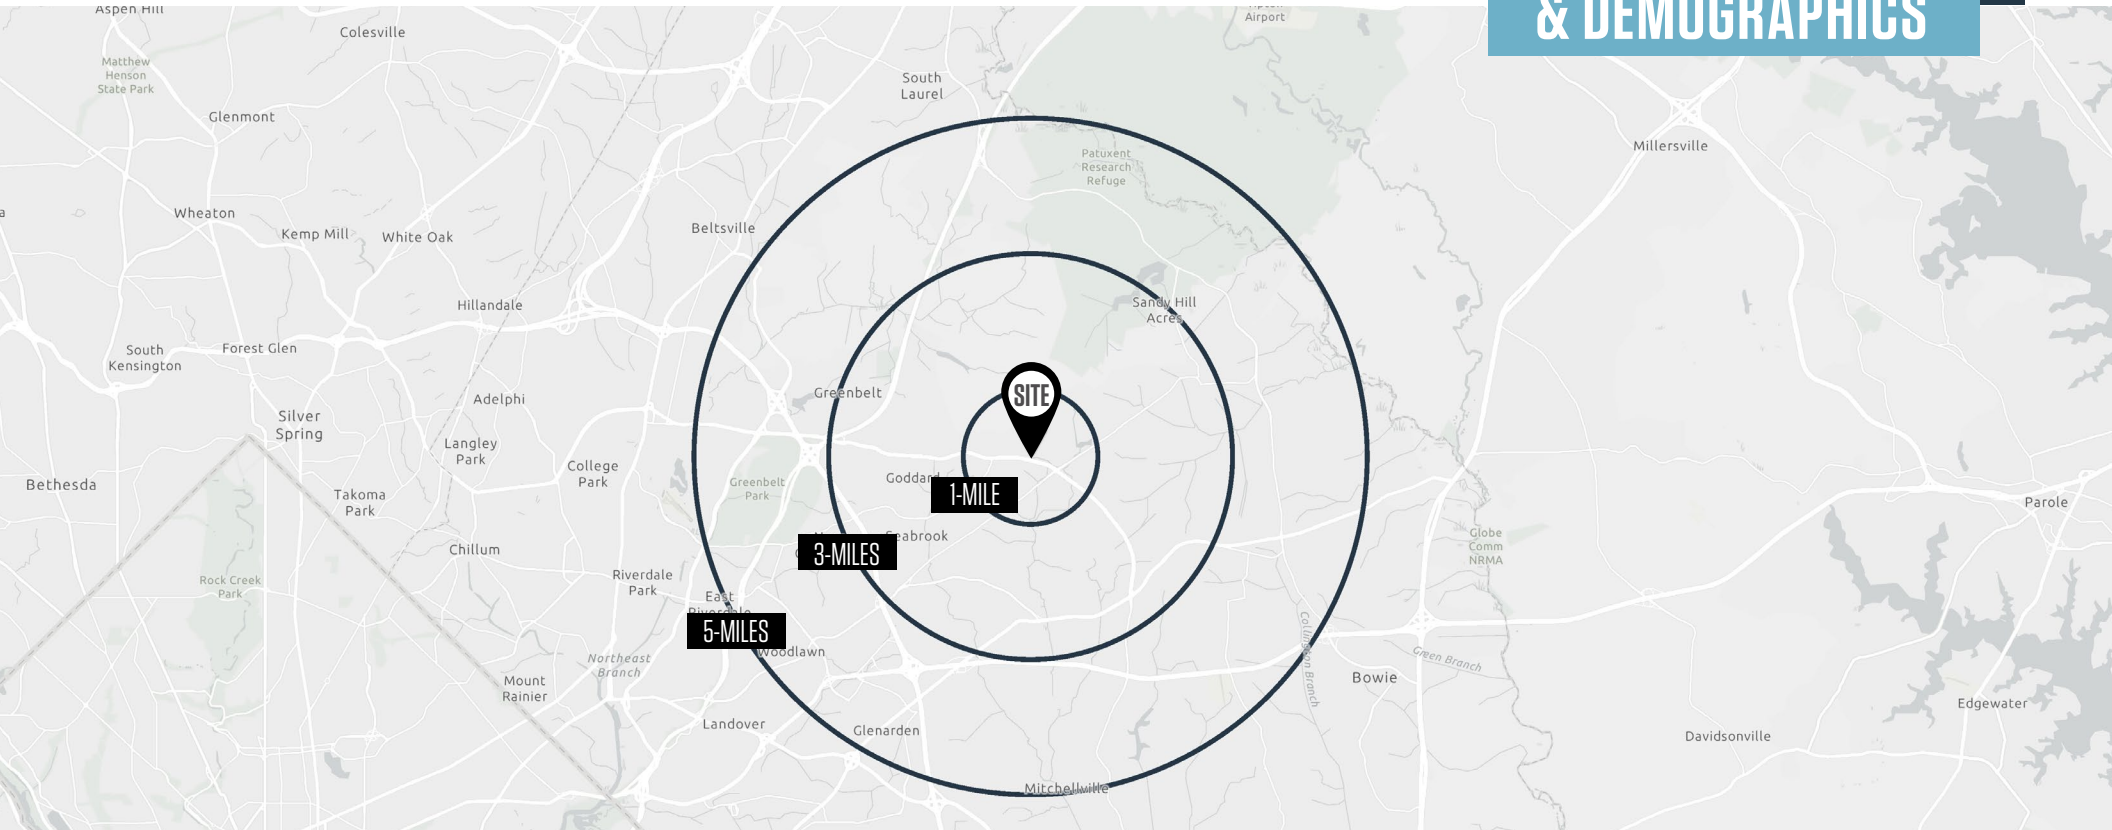 Aspen Hill
Airport
& DEMOGRAPHICS
Colesville
Matthew
Henson
State Park
South
Laurel
Glenmont
Millersville
Patuxent
Research
Refuge
Wheaton
Kemp Mill
White Oak
Beltsville
Hillandale
Sandy Hill
Acres
South
Kensington
Forest Glen
Greenbelt
SITE
Adelphi
Silver
Spring
Langley
Park
College
Park
Goddard
Greenbelt
Park
Bethesda
Takoma
Park
1-MILE
Parole
Seabrook
Globe
Comm
NRMA
Chillum
3-MILES
Rock Creek
Park
Riverdale
Park
East
Riverdale
5-MILES
Woodlawn
Collington Branch
Northeast
Branch
Green Branch
Mount
Rainier
Bowie
Landover
Glenarden
Edgewater
Davidsonville
Mitchellville